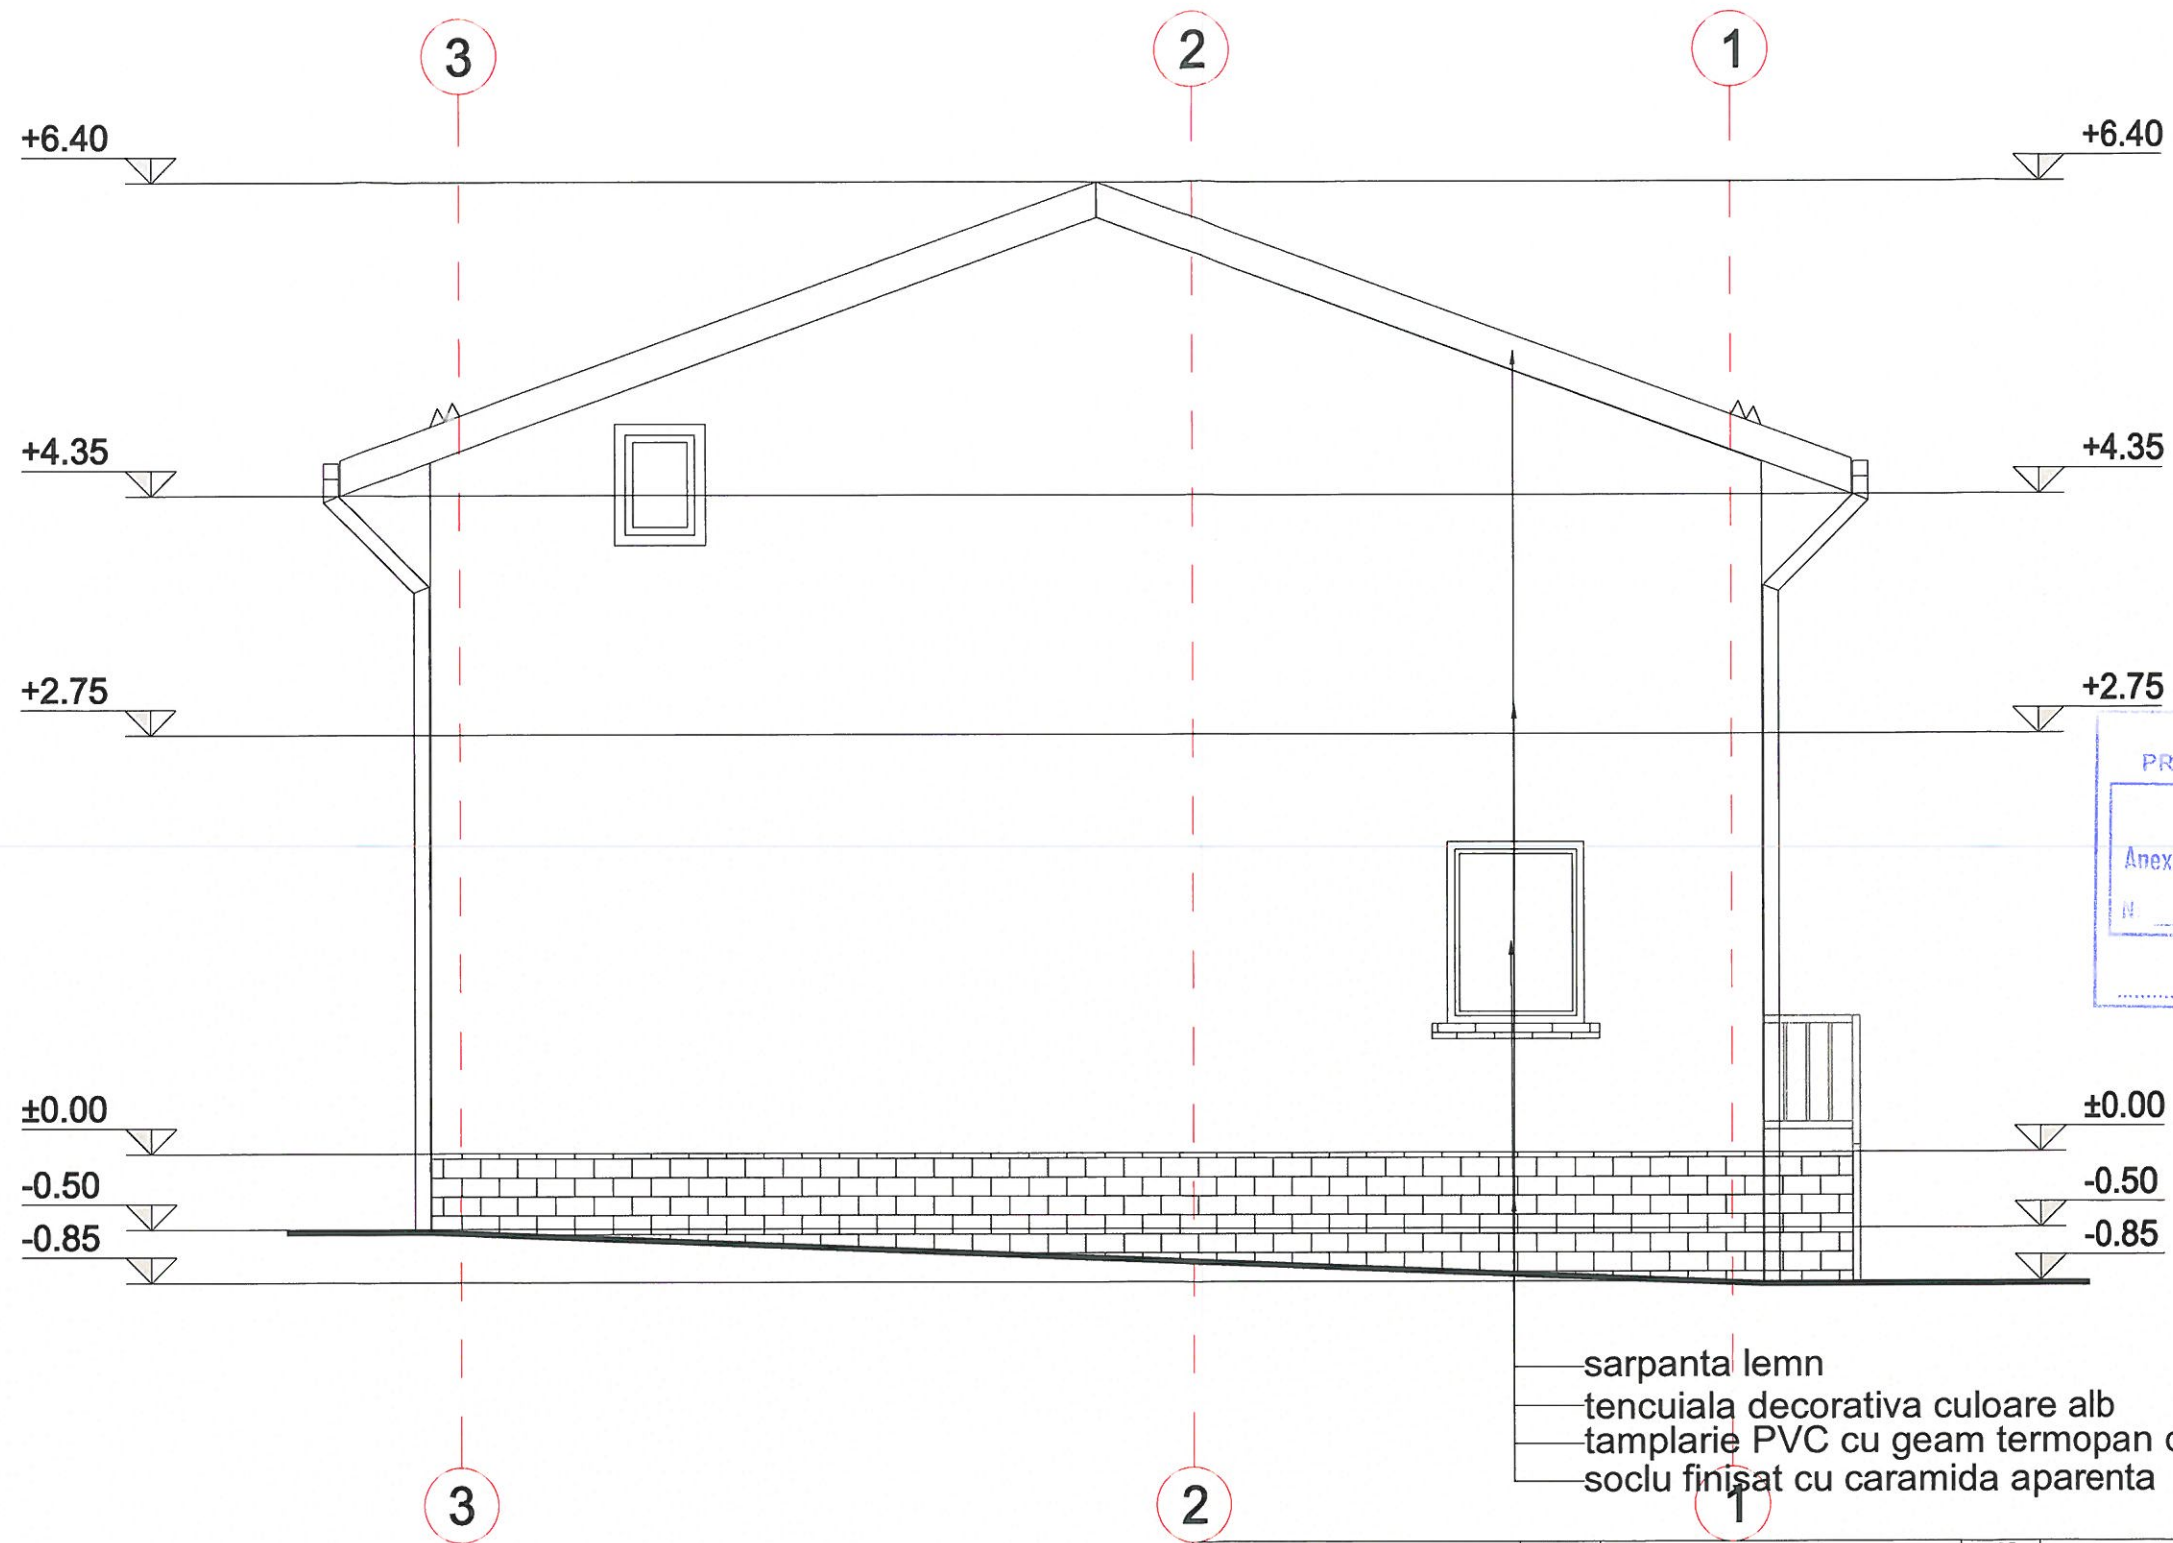 3 2 1
+6.40 +6.40
+4.35 +4.35
+2.75 +2.75
PR
Anex
N
±0.00 ±0.00
-0.50 -0.50
-0.85 -0.85
sarpanta lemn
tencuiala decorativa culoare alb
tamplarie PVC cu geam termopan
soclu finisat cu caramida aparenta
3 2 1